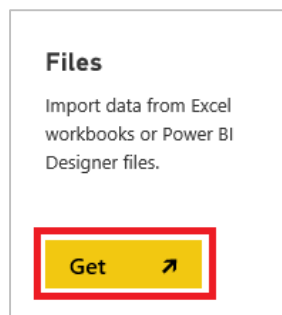 Files
Import data from Excel
workbooks or Power BI
Designer files.
Get